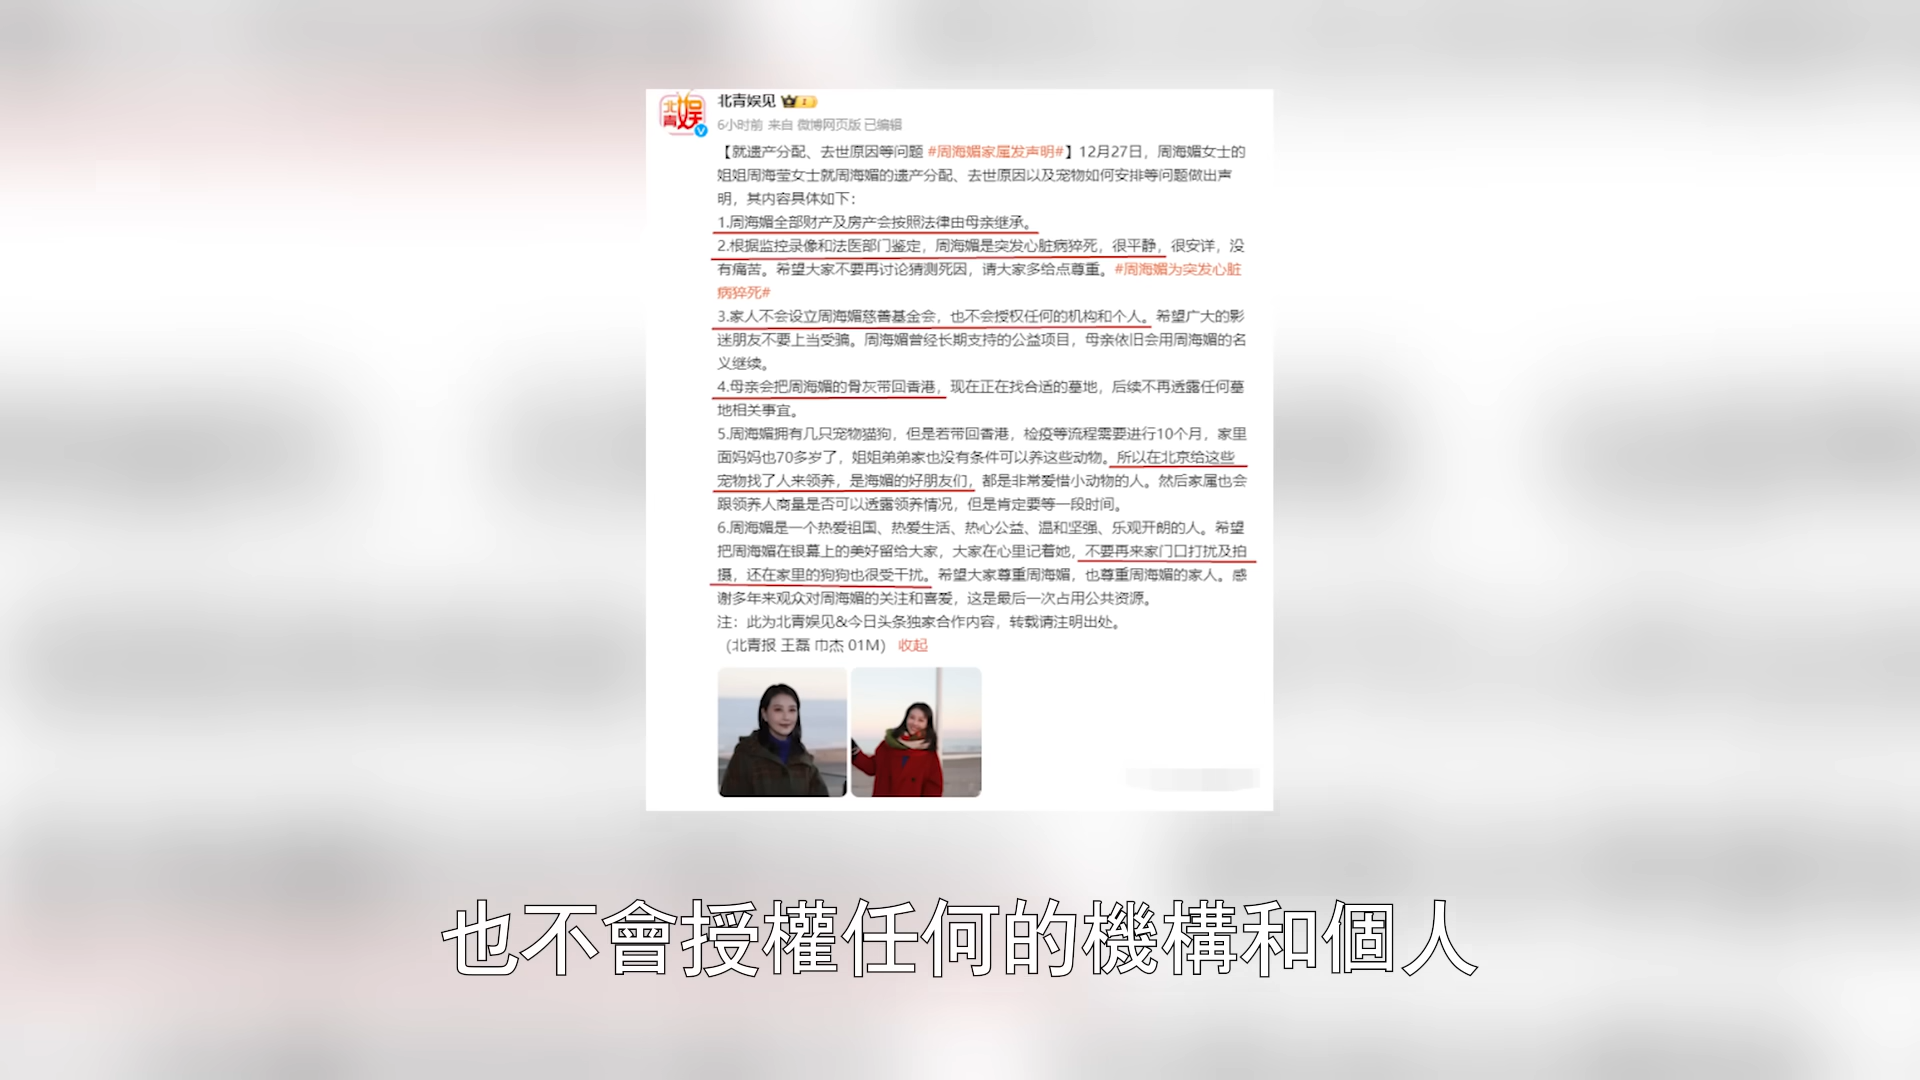 北青娱
北青娱见
6小时前 来自 微博网页版 已编辑
【就遗产分配、去世原因等问题 #周海媚家属发声明#】12月27日，周海媚女士的
姐姐周海莹女士就周海媚的遗产分配、去世原因以及宠物如何安排等问题做出声
明，其内容具体如下：
1.周海媚全部财产及房产会按照法律由母亲继承。
2.根据监控录像和法医部门鉴定，周海媚是突发心脏病猝死，很平静，很安详，没
有痛苦。希望大家不要再讨论猜测死因，请大家多给点尊重。#周海媚为突发心脏
病猝死#
3.家人不会设立周海媚慈善基金会，也不会授权任何的机构和个人。希望广大的影
迷朋友不要上当受骗。周海媚曾经长期支持的公益项目，母亲依旧会用周海媚的名
义继续。
4.母亲会把周海媚的骨灰带回香港，现在正在找合适的墓地，后续不再透露任何墓
地相关事宜。
5.周海媚拥有几只宠物猫狗，但是若带回香港，检疫等流程需要进行10个月，家里
面妈妈也70多岁了，姐姐弟弟家也没有条件可以养这些动物。所以在北京给这些
宠物找了人来领养，是海媚的好朋友们，都是非常爱惜小动物的人。然后家属也会
跟领养人商量是否可以透露领养情况，但是肯定要等一段时间。
6.周海媚是一个热爱祖国、热爱生活、热心公益、温和坚强、乐观开朗的人。希望
把周海媚在银幕上的美好留给大家，大家在心里记着她，不要再来家门口打扰及拍
摄，还在家里的狗狗也很受干扰。希望大家尊重周海媚，也尊重周海媚的家人。感
谢多年来观众对周海媚的关注和喜爱，这是最后一次占用公共资源。
注：此为北青娱见&今日头条独家合作内容，转载请注明出处。
（北青报 王磊 巾杰 01M） 收起
也不會授權任何的機構和個人